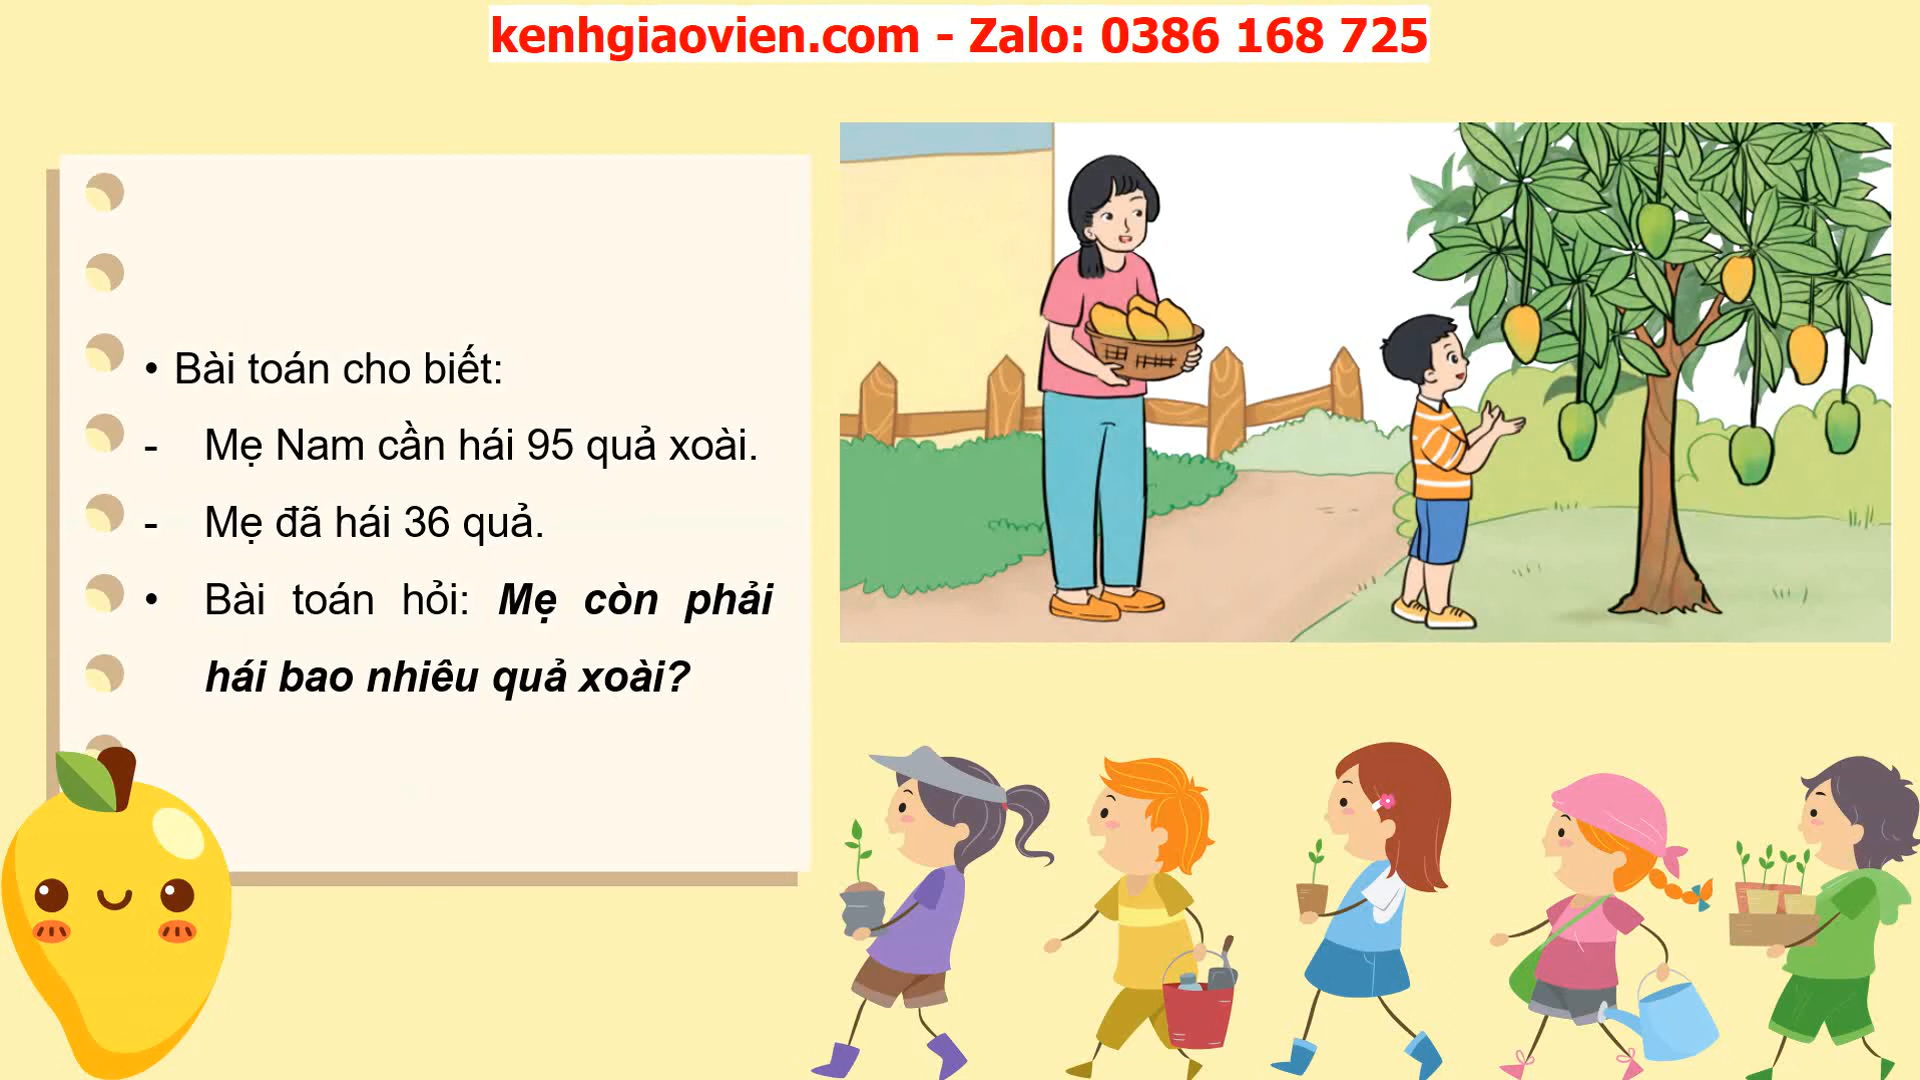 kenhgiaovien.com - Zalo: 0386 168 725
• Bài toán cho biết:
- Mẹ Nam cần hái 95 quả xoài.
- Mẹ đã hái 36 quả.
• Bài toán hỏi: Mẹ còn phải
hái bao nhiêu quả xoài?